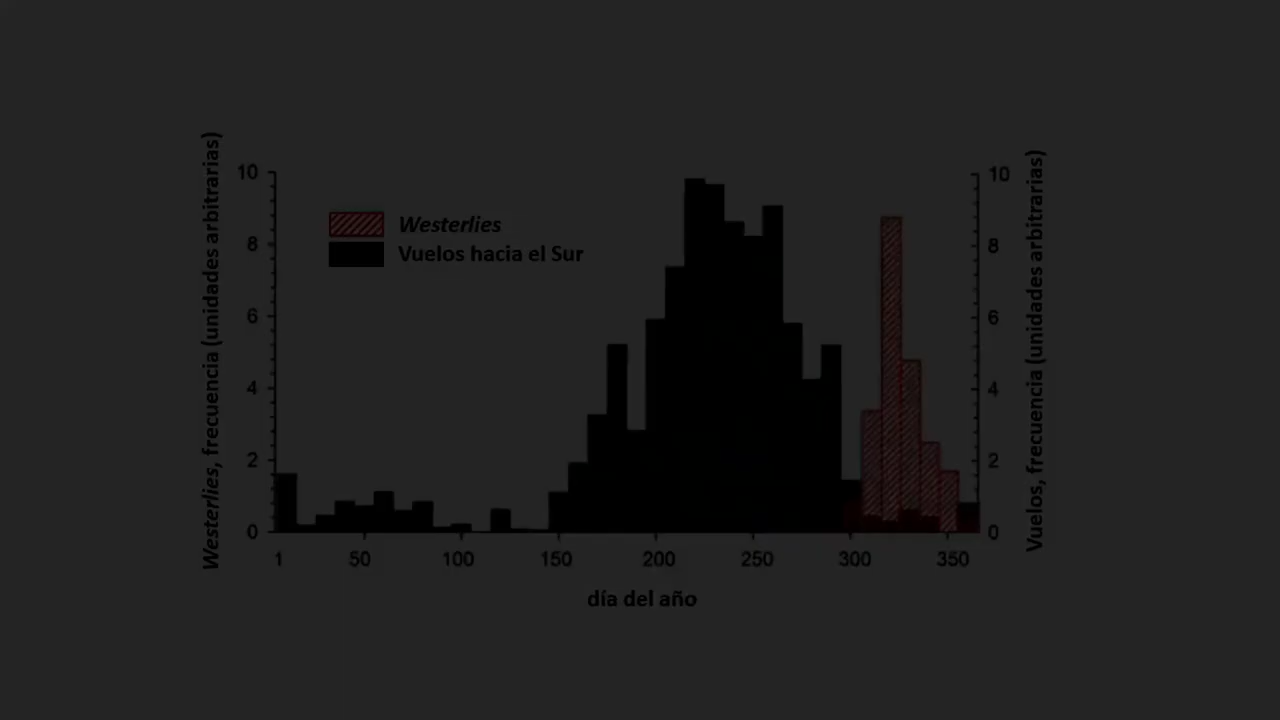 Westerlies, frecuencia (unidades arbitrarias)
10
8
6
4
2
0
Westerlies
Vuelos hacia el Sur
10
8
6
4
2
0
Vuelos, frecuencia (unidades arbitrarias)
1 50 100 150 200 250 300 350
día del año